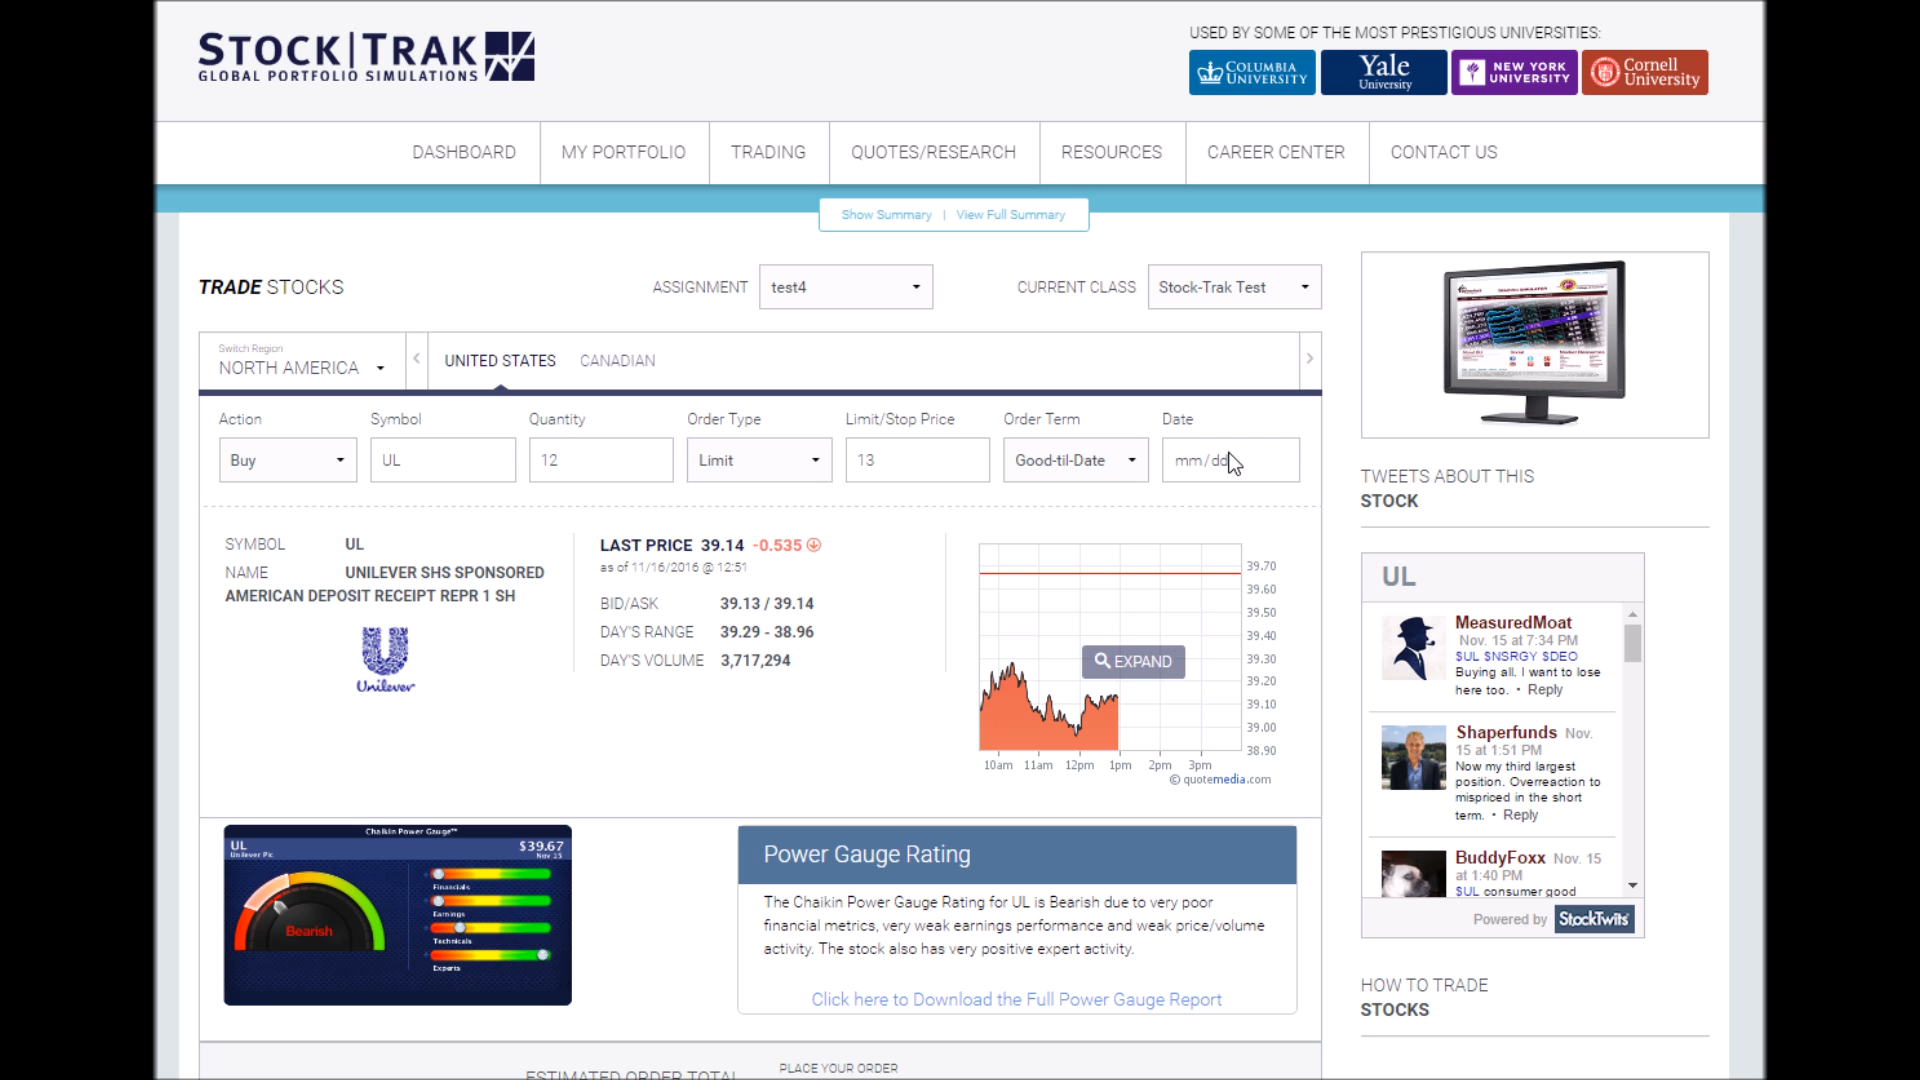 STOCK|TRAK
GLOBAL PORTFOLIO SIMULATIONS
USED BY SOME OF THE MOST PRESTIGIOUS UNIVERSITIES:
COLUMBIA UNIVERSITY
Yale University
NEW YORK UNIVERSITY
Cornell University
DASHBOARD
MY PORTFOLIO
TRADING
QUOTES/RESEARCH
RESOURCES
CAREER CENTER
CONTACT US
Show Summary | View Full Summary
TRADE STOCKS
ASSIGNMENT
test4
CURRENT CLASS
Stock-Trak Test
Switch Region
NORTH AMERICA
UNITED STATES
CANADIAN
Action
Symbol
Quantity
Order Type
Limit/Stop Price
Order Term
Date
Buy
UL
12
Limit
13
Good-til-Date
mm/dd
SYMBOL UL
NAME UNILEVER SHS SPONSORED
AMERICAN DEPOSIT RECEIPT REPR 1 SH
Unilever
LAST PRICE 39.14 -0.535
as of 11/16/2016 @ 12:51
BID/ASK 39.13 / 39.14
DAY'S RANGE 39.29 - 38.96
DAY'S VOLUME 3,717,294
39.70
39.60
39.50
39.40
39.30
39.20
39.10
39.00
38.90
EXPAND
10am 11am 12pm 1pm 2pm 3pm
© quotemedia.com
Chaikin Power Gauge™
UL
Unilever Plc
$39.67
Nov 15
Bearish
Financials
Earnings
Technicals
Experts
Power Gauge Rating
The Chaikin Power Gauge Rating for UL is Bearish due to very poor
financial metrics, very weak earnings performance and weak price/volume
activity. The stock also has very positive expert activity.
Click here to Download the Full Power Gauge Report
ESTIMATED ORDER TOTAL
PLACE YOUR ORDER
TWEETS ABOUT THIS
STOCK
UL
MeasuredMoat
Nov. 15 at 7:34 PM
$UL $NSRGY $DEO
Buying all. I want to lose
here too. • Reply
Shaperfunds Nov.
15 at 1:51 PM
Now my third largest
position. Overreaction to
mispriced in the short
term. • Reply
BuddyFoxx Nov. 15
at 1:40 PM
$UL consumer good
Powered by StockTwits
HOW TO TRADE
STOCKS